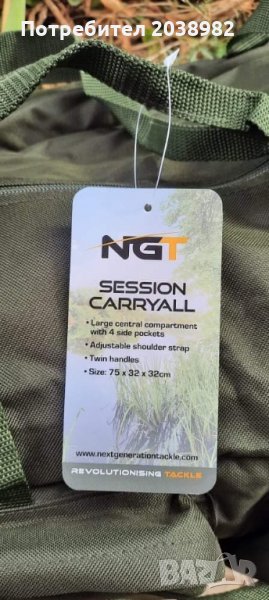 Потребител 2038982
NGT
SESSION
CARRYALL
• Large central compartment
with 4 side pockets
• Adjustable shoulder strap
• Twin handles
• Size: 75 x 32 x 32cm
www.nextgenerationtackle.com
REVOLUTIONISING TACKLE
BAZAR